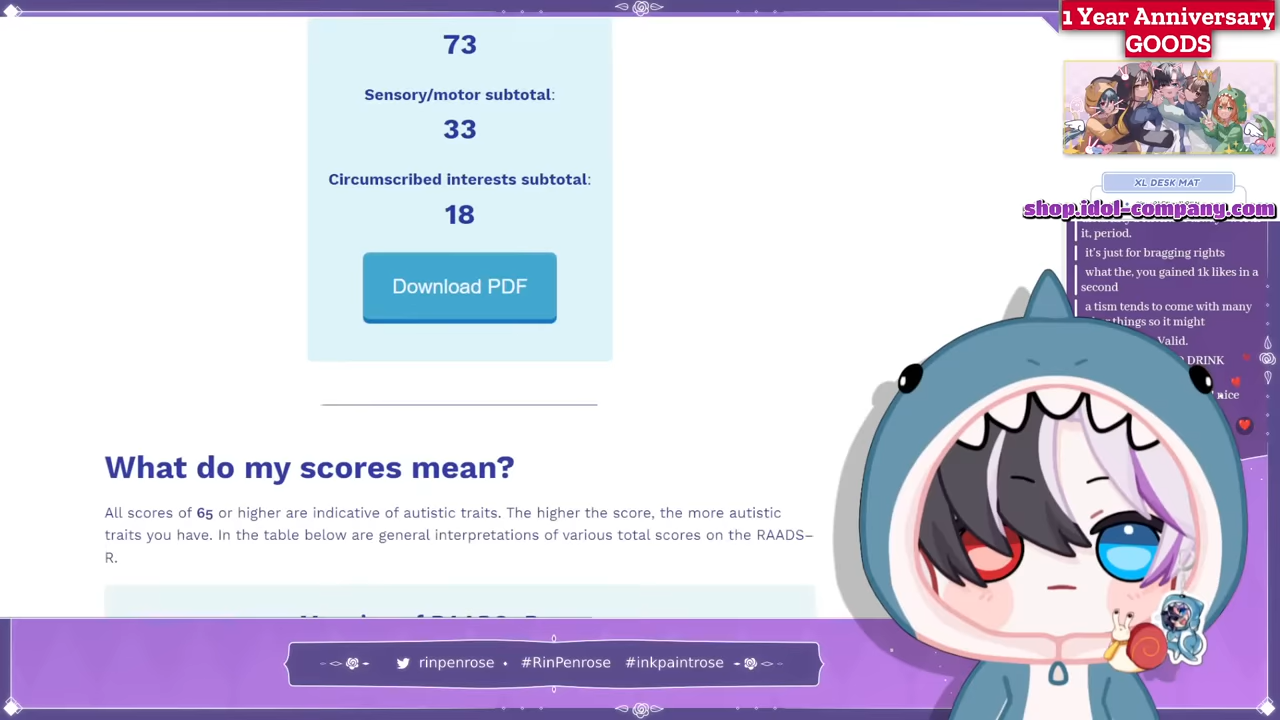 73
Sensory/motor subtotal:
33
Circumscribed interests subtotal:
18
Download PDF
What do my scores mean?
All scores of 65 or higher are indicative of autistic traits. The higher the score, the more autistic
traits you have. In the table below are general interpretations of various total scores on the RAADS–
R.
1 Year Anniversary
GOODS
XL DESK MAT
shop.idol-company.com
it, period.
it's just for bragging rights
what the, you gained 1k likes in a
second
a tism tends to come with many
things so it might
Valid.
DRINK
nice
rinpenrose • #RinPenrose #inkpaintrose